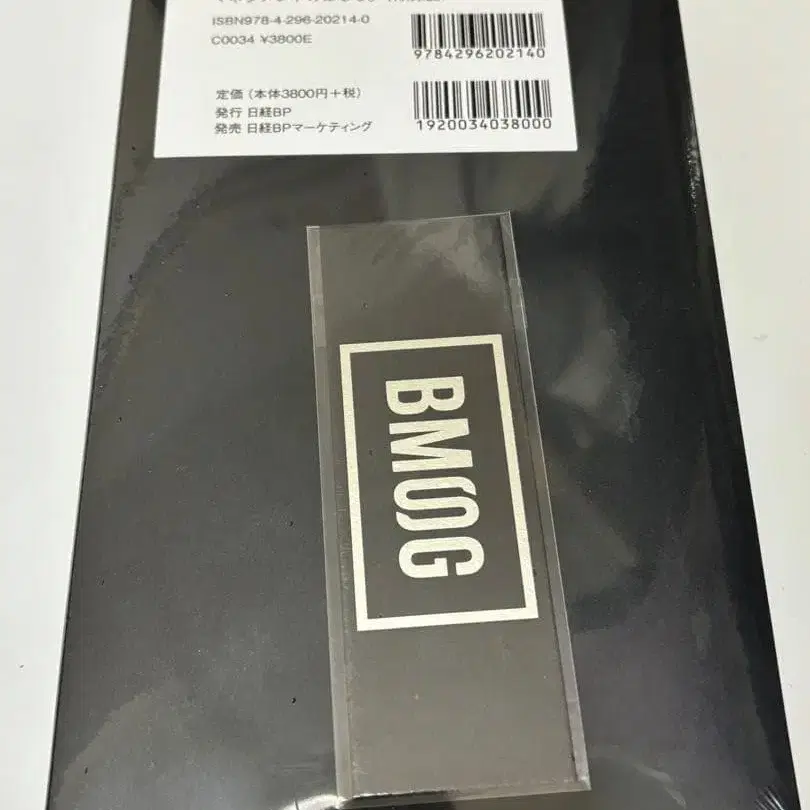 ISBN978-4-296-20214-0
C0034 ¥3800E
9784296202140
定価（本体3800円＋税）
発行 日経BP
発売 日経BPマーケティング
1920034038000
BMSG